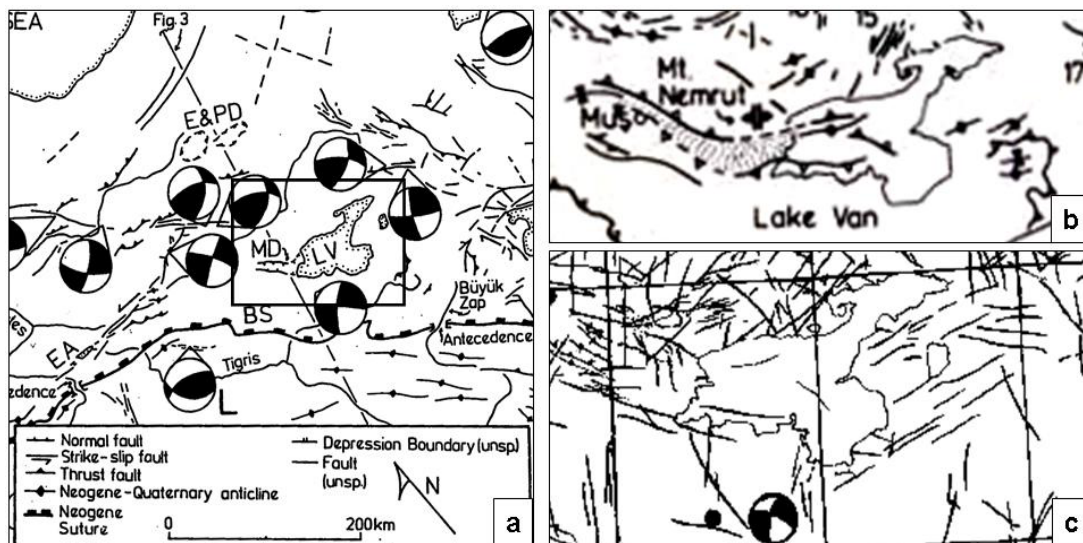 SEA
Fig. 3
E&PD
MD
LV
Büyük
Zap
BS
Antecedence
EA
Tigris
edence
L
Normal fault
Strike-slip fault
Thrust fault
Neogene-Quaternary anticline
Neogene
Suture
Depression Boundary (unsp.)
Fault
(unsp.)
N
0 200km
a
15
17
Mt.
Nemrut
Muş
Lake Van
b
c